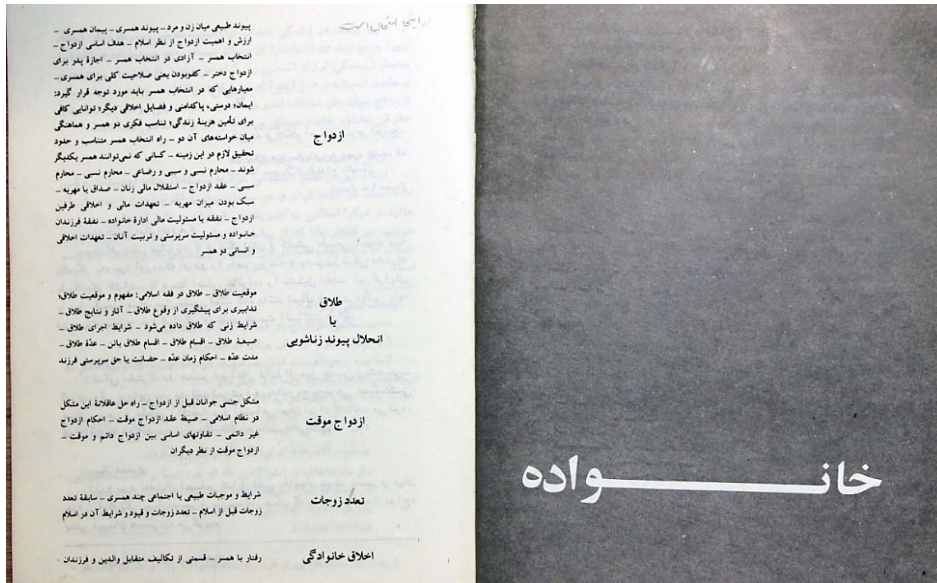 خانــواده
پیوند طبیعی میان زن و مرد – پیوند همسری – پیمان همسری –
ارزش و اهمیت ازدواج از نظر اسلام – هدف اساسی ازدواج –
انتخاب همسر – آزادی در انتخاب همسر – اجازهٔ پدر برای
ازدواج دختر – کفوبودن یعنی صلاحیت کلی برای همسری –
معیارهایی که در انتخاب همسر باید مورد توجه قرار گیرد:
ایمان؛ درستی، پاکدامنی و فضایل اخلاقی دیگر؛ توانایی کافی
برای تأمین هزینهٔ زندگی؛ تناسب فکری دو همسر و هماهنگی
ازدواج
میان خواسته‌های آن دو – راه انتخاب همسر متناسب و حدود
تحقیق لازم در این زمینه – کسانی که نمی‌توانند همسر یکدیگر
شوند – محارم نسبی و سببی و رضاعی – محارم نسبی – محارم
سببی – عقد ازدواج – استقلال مالی زنان – صداق یا مهریه –
سبک بودن میزان مهریه – تعهدات مالی و اخلاقی طرفین
ازدواج – نفقه یا مسئولیت مالی ادارهٔ خانواده – نفقهٔ فرزندان
خانواده و مسئولیت سرپرستی و تربیت آنان – تعهدات اخلاقی
و انسانی دو همسر
طلاق
یا
انحلال پیوند زناشویی
موقعیت طلاق – طلاق در فقه اسلامی: مفهوم و موقعیت طلاق؛
تدابیری برای پیشگیری از وقوع طلاق – آثار و نتایج طلاق –
شرایط زنی که طلاق داده می‌شود – شرایط اجرای طلاق –
صیغهٔ طلاق – اقسام طلاق – اقسام طلاق بائن – عدّهٔ طلاق –
مدت عدّه – احکام زمان عدّه – حضانت یا حق سرپرستی فرزند
ازدواج موقت
مشکل جنسی جوانان قبل از ازدواج – راه حل عاقلانهٔ این مشکل
در نظام اسلامی – صیغهٔ عقد ازدواج موقت – احکام ازدواج
غیر دائمی – تفاوتهای اساسی بین ازدواج دائم و موقت –
ازدواج موقت از نظر دیگران
تعدد زوجات
شرایط و موجبات طبیعی یا اجتماعی چند همسری – سابقهٔ تعدد
زوجات قبل از اسلام – تعدد زوجات و قیود و شرایط آن در اسلام
اخلاق خانوادگی
رفتار با همسر – قسمتی از تکالیف متقابل والدین و فرزندان